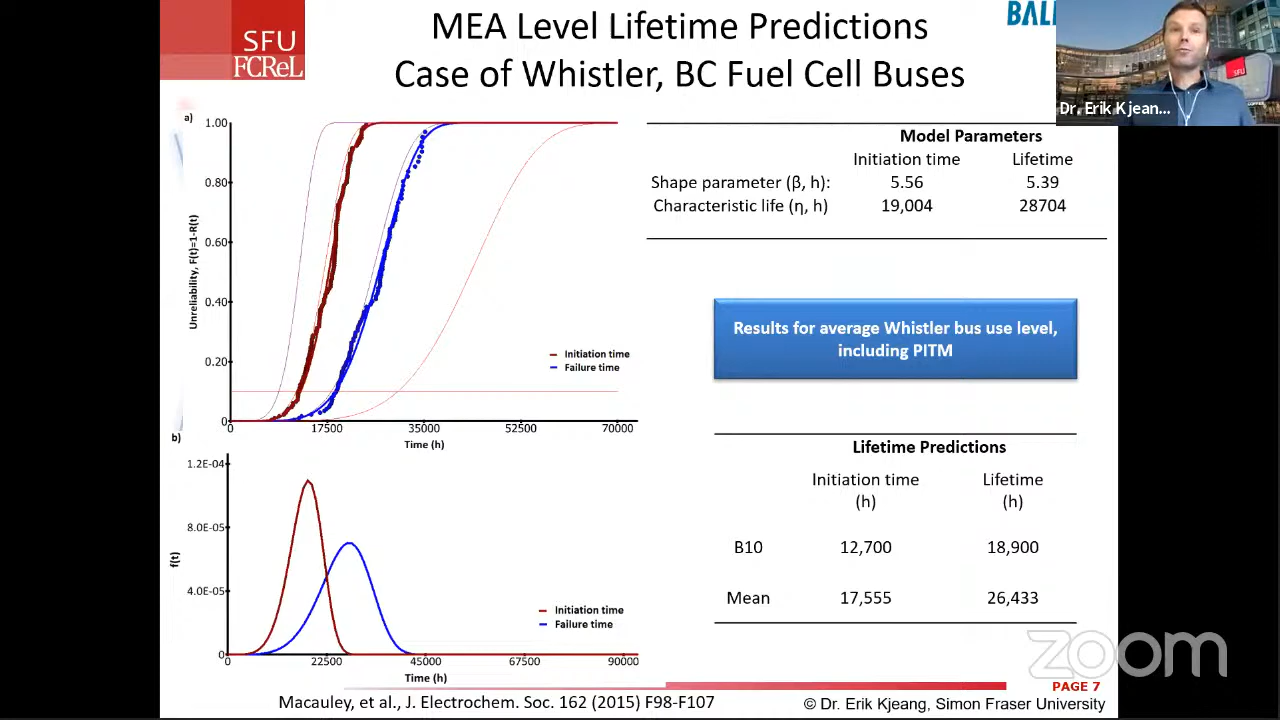 SFU
FCReL
MEA Level Lifetime Predictions
Case of Whistler, BC Fuel Cell Buses
SFU
Dr. Erik Kjean...
a)
1.00
0.80
0.60
0.40
0.20
0
Unreliability, F(t)=1-R(t)
Initiation time
Failure time
0
17500
35000
52500
70000
Time (h)
Model Parameters
Initiation time Lifetime
Shape parameter (β, h): 5.56 5.39
Characteristic life (η, h) 19,004 28704
Results for average Whistler bus use level,
including PITM
b)
1.2E-04
8.0E-05
4.0E-05
0
f(t)
Initiation time
Failure time
0
22500
45000
67500
90000
Time (h)
Lifetime Predictions
Initiation time Lifetime
(h) (h)
B10 12,700 18,900
Mean 17,555 26,433
zoom
PAGE 7
Macauley, et al., J. Electrochem. Soc. 162 (2015) F98-F107
© Dr. Erik Kjeang, Simon Fraser University